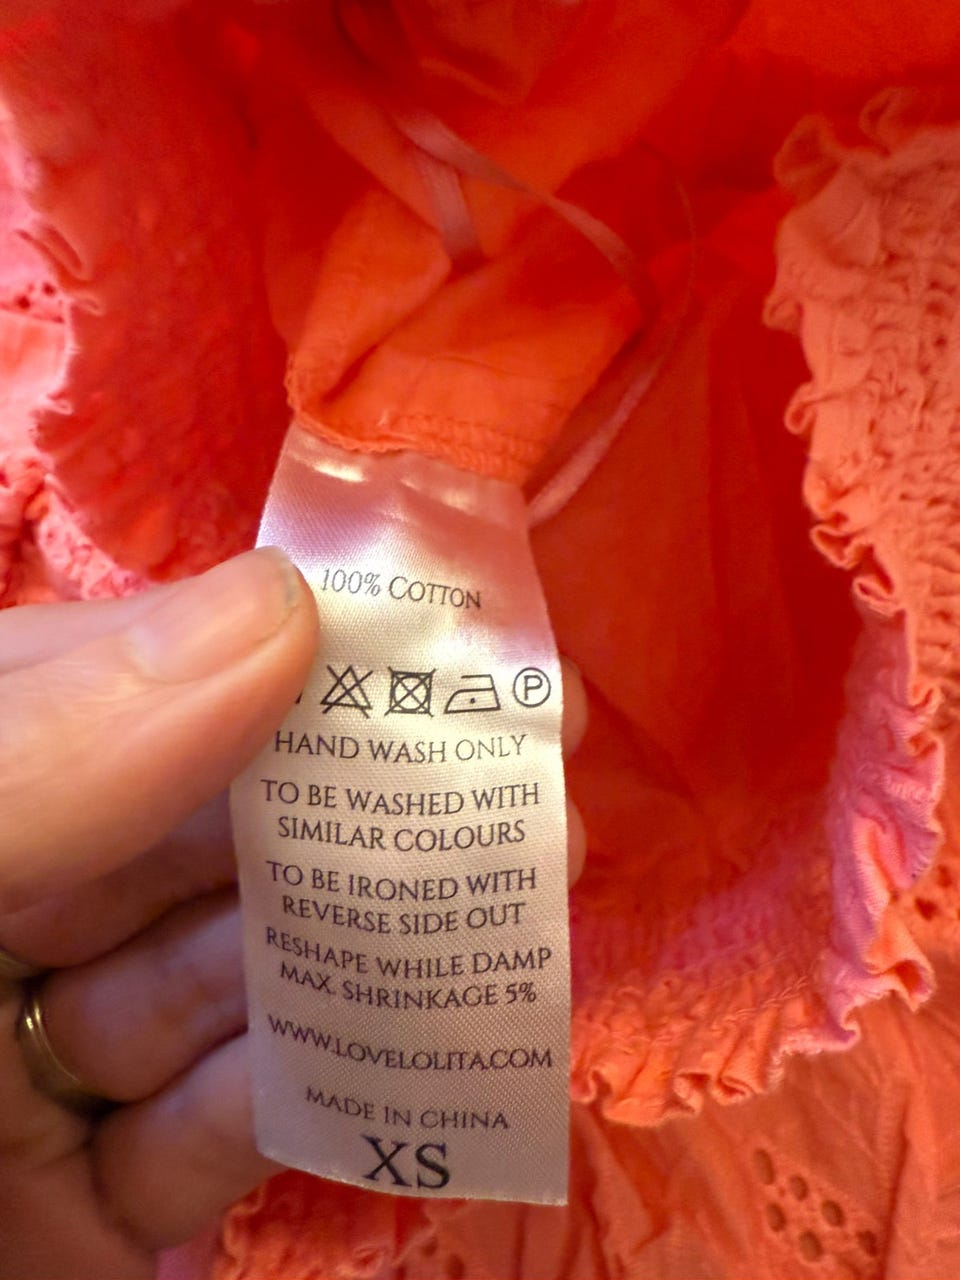 100% COTTON
P
HAND WASH ONLY
TO BE WASHED WITH
SIMILAR COLOURS
TO BE IRONED WITH
REVERSE SIDE OUT
RESHAPE WHILE DAMP
MAX. SHRINKAGE 5%
WWW.LOVELOLITA.COM
MADE IN CHINA
XS